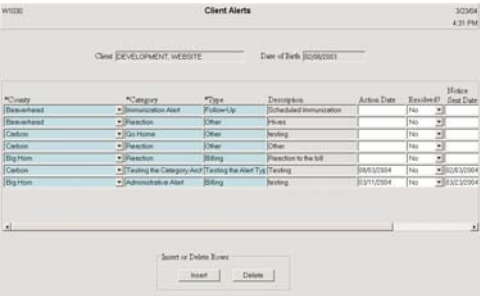 W1030 Client Alerts 3/23/04
4:31 PM
Client DEVELOPMENT, WEBSITE Date of Birth 02/08/2003
Notice
*County *Category *Type Description Action Date Resolved? Sent Date
Beaverhead Immunization Alert Follow-Up Scheduled Immunization No
Beaverhead Reaction Other Hives No
Carbon Go Home Other testing No
Carbon Reaction Other Other No
Big Horn Reaction Billing Reaction to the bill No
Carbon Testing the Category Testing the Alert Typ Testing 08/03/2004 No 02/03/2004
Big Horn Administrative Alert Billing testing 03/11/2004 No 03/23/2004
Insert or Delete Rows
Insert Delete